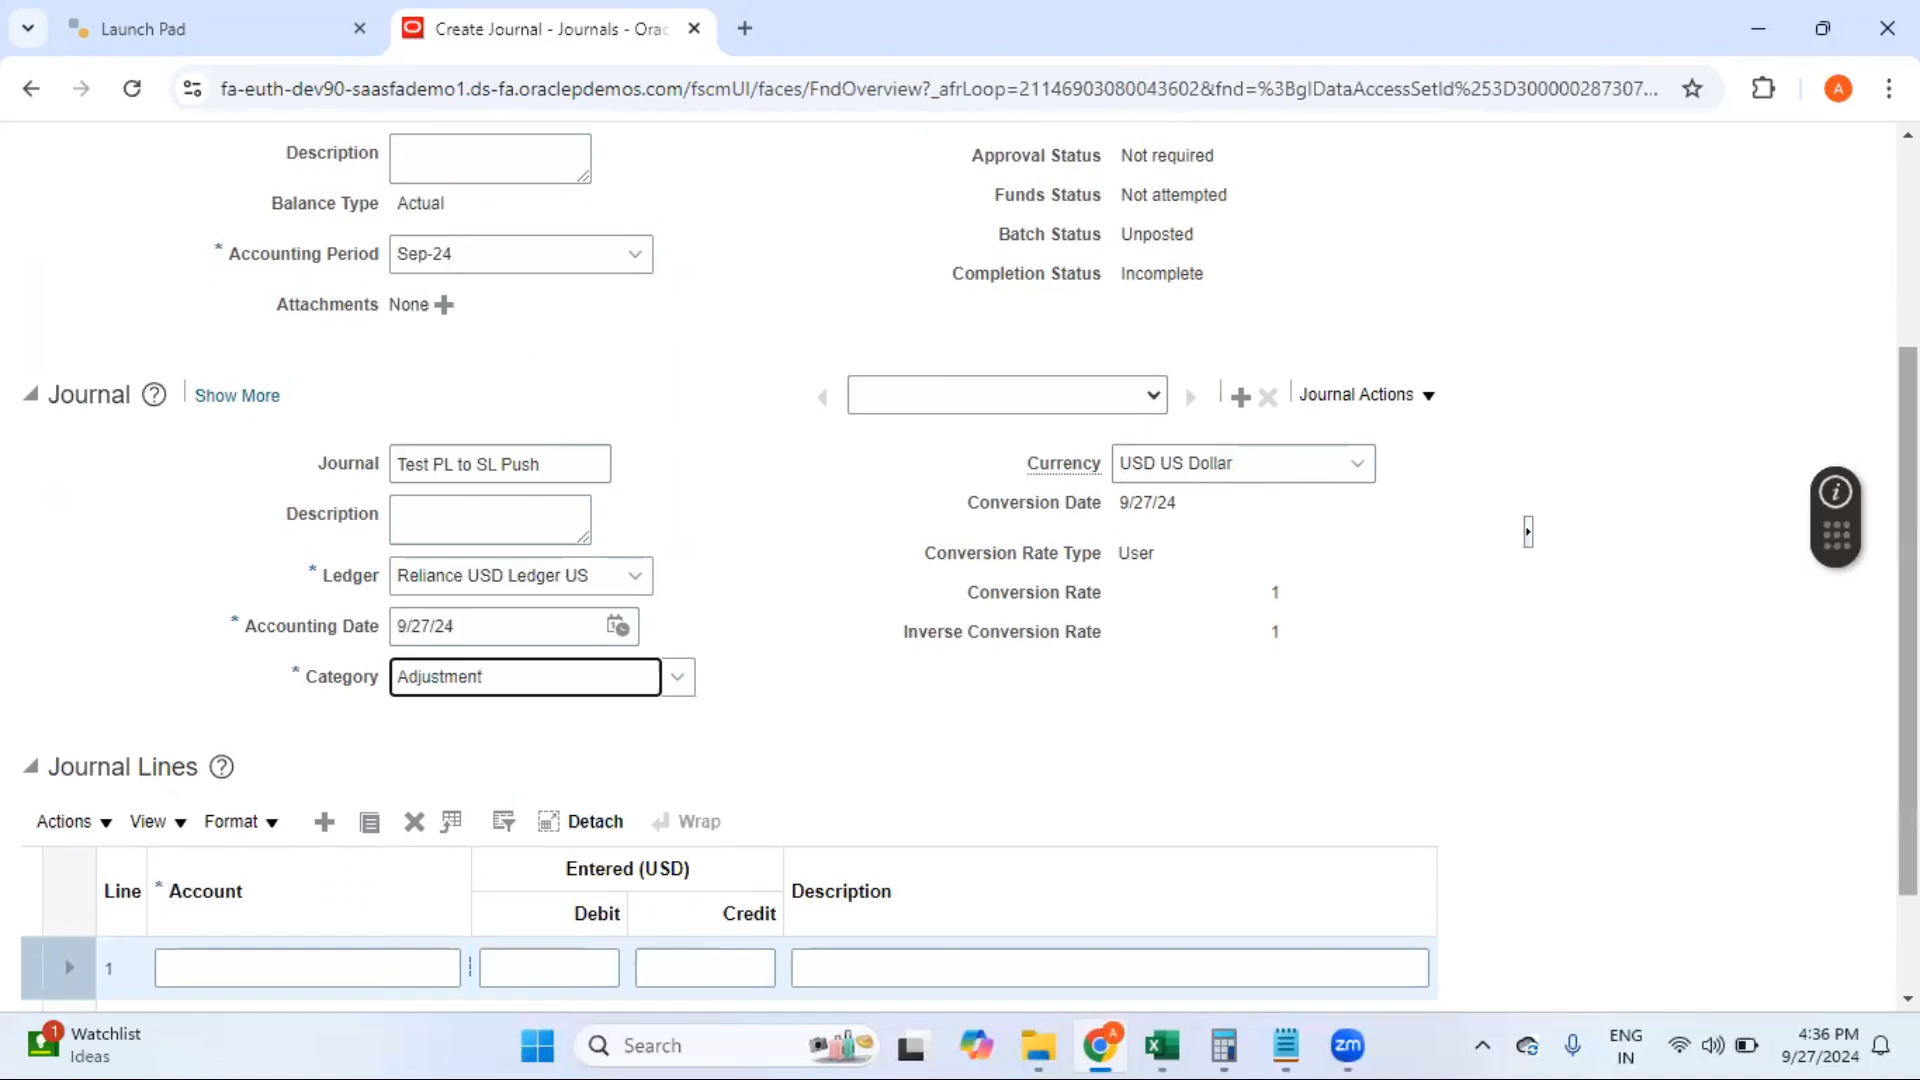 Launch Pad
Create Journal - Journals - Orac
fa-euth-dev90-saasfademo1.ds-fa.oraclepdemos.com/fscmUI/faces/FndOverview?_afrLoop=21146903080043602&fnd=%3BglDataAccessSetId%253D300000287307...
A
Description
Approval Status Not required
Balance Type Actual
Funds Status Not attempted
* Accounting Period Sep-24
Batch Status Unposted
Completion Status Incomplete
Attachments None
Journal Show More
Journal Actions
Journal Test PL to SL Push
Currency USD US Dollar
Description
Conversion Date 9/27/24
Conversion Rate Type User
* Ledger Reliance USD Ledger US
Conversion Rate 1
* Accounting Date 9/27/24
Inverse Conversion Rate 1
* Category Adjustment
Journal Lines
Actions View Format Detach Wrap
Line * Account Entered (USD) Description
Debit Credit
1
1 Watchlist
Ideas
Search
A
zm
ENG
IN
4:36 PM
9/27/2024